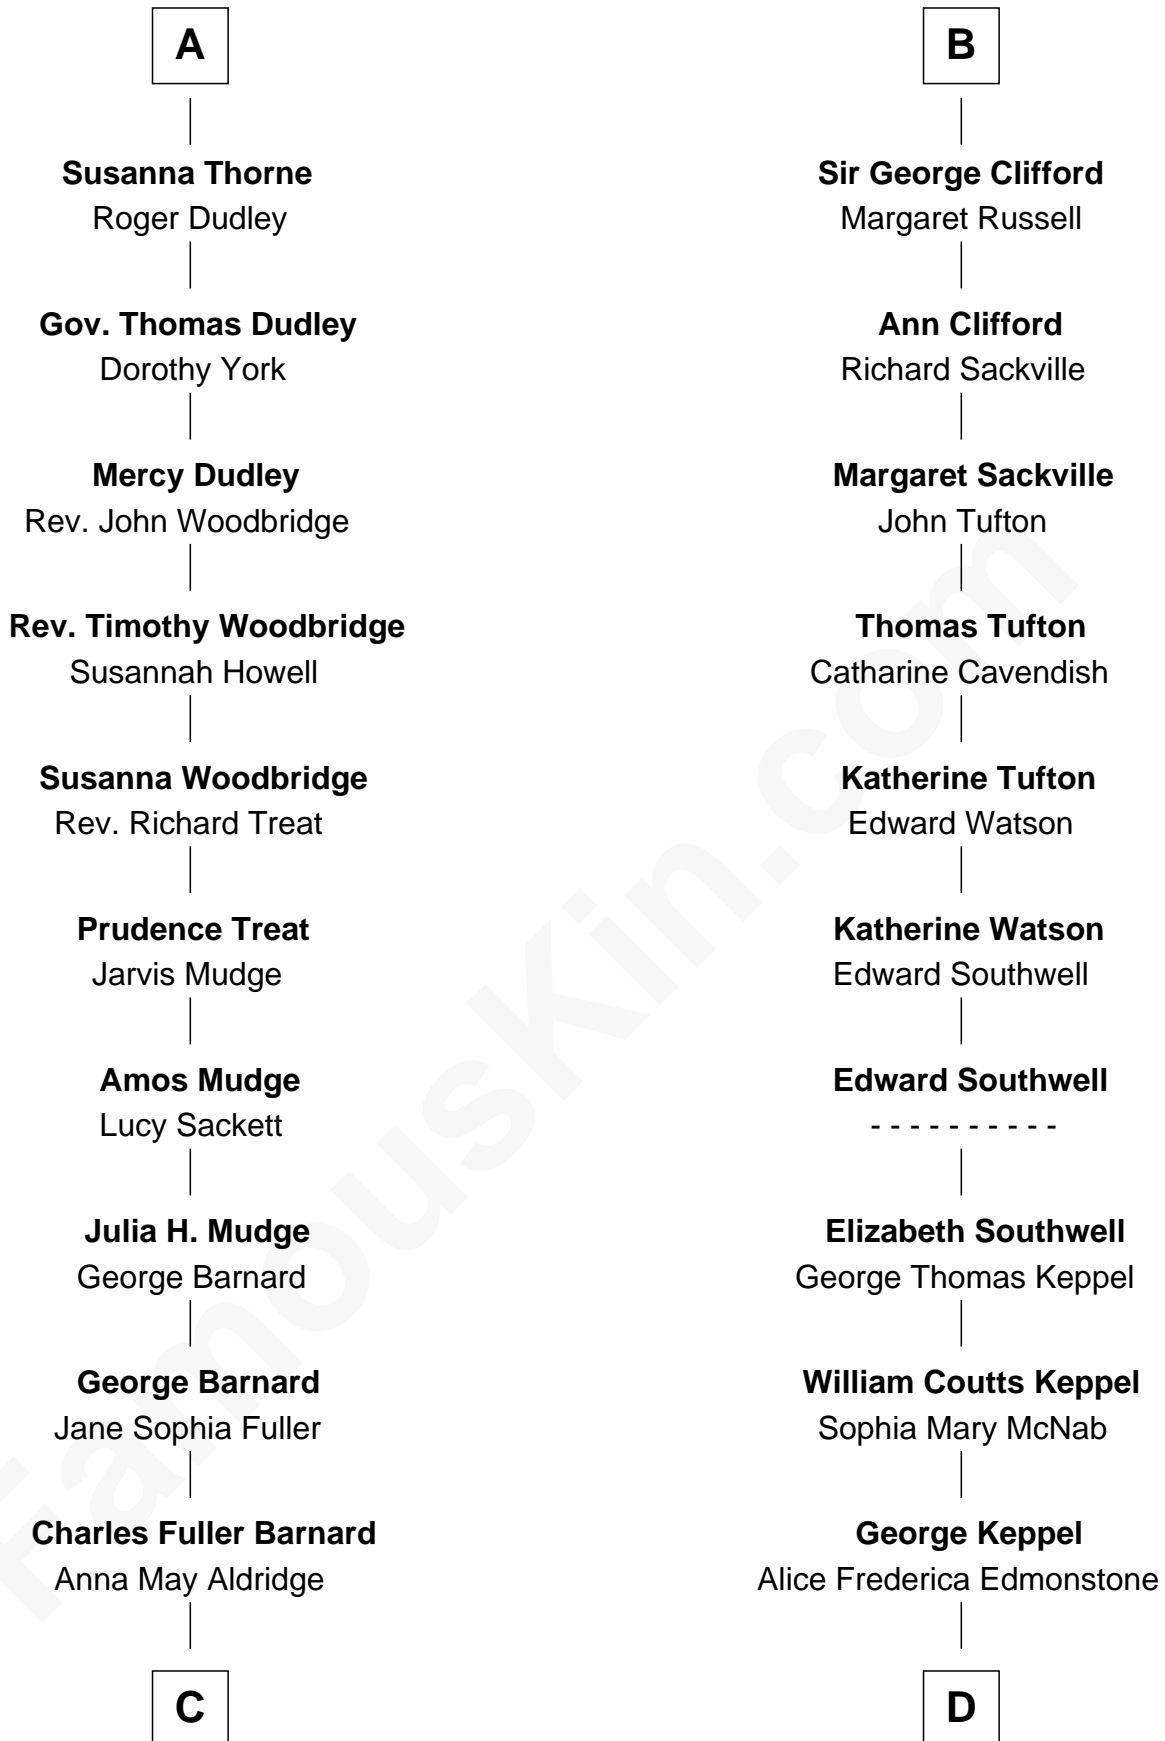 A
Susanna Thorne
Roger Dudley
Gov. Thomas Dudley
Dorothy York
Mercy Dudley
Rev. John Woodbridge
Rev. Timothy Woodbridge
Susannah Howell
Susanna Woodbridge
Rev. Richard Treat
Prudence Treat
Jarvis Mudge
Amos Mudge
Lucy Sackett
Julia H. Mudge
George Barnard
George Barnard
Jane Sophia Fuller
Charles Fuller Barnard
Anna May Aldridge
C
B
Sir George Clifford
Margaret Russell
Ann Clifford
Richard Sackville
Margaret Sackville
John Tufton
Thomas Tufton
Catharine Cavendish
Katherine Tufton
Edward Watson
Katherine Watson
Edward Southwell
Edward Southwell
- - - - - - - - - -
Elizabeth Southwell
George Thomas Keppel
William Coutts Keppel
Sophia Mary McNab
George Keppel
Alice Frederica Edmonstone
D
FamousKin.com